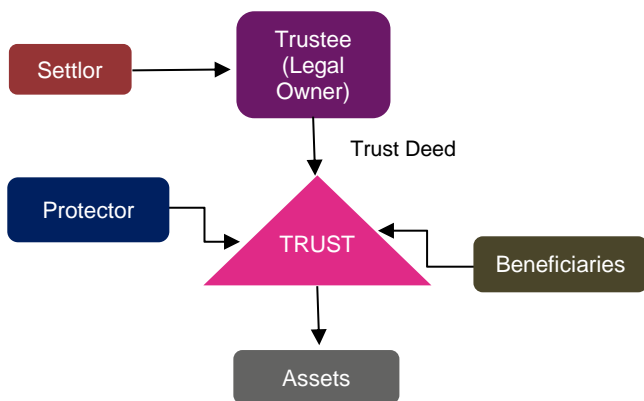 Settlor
Trustee
(Legal
Owner)
Trust Deed
Protector
TRUST
Beneficiaries
Assets